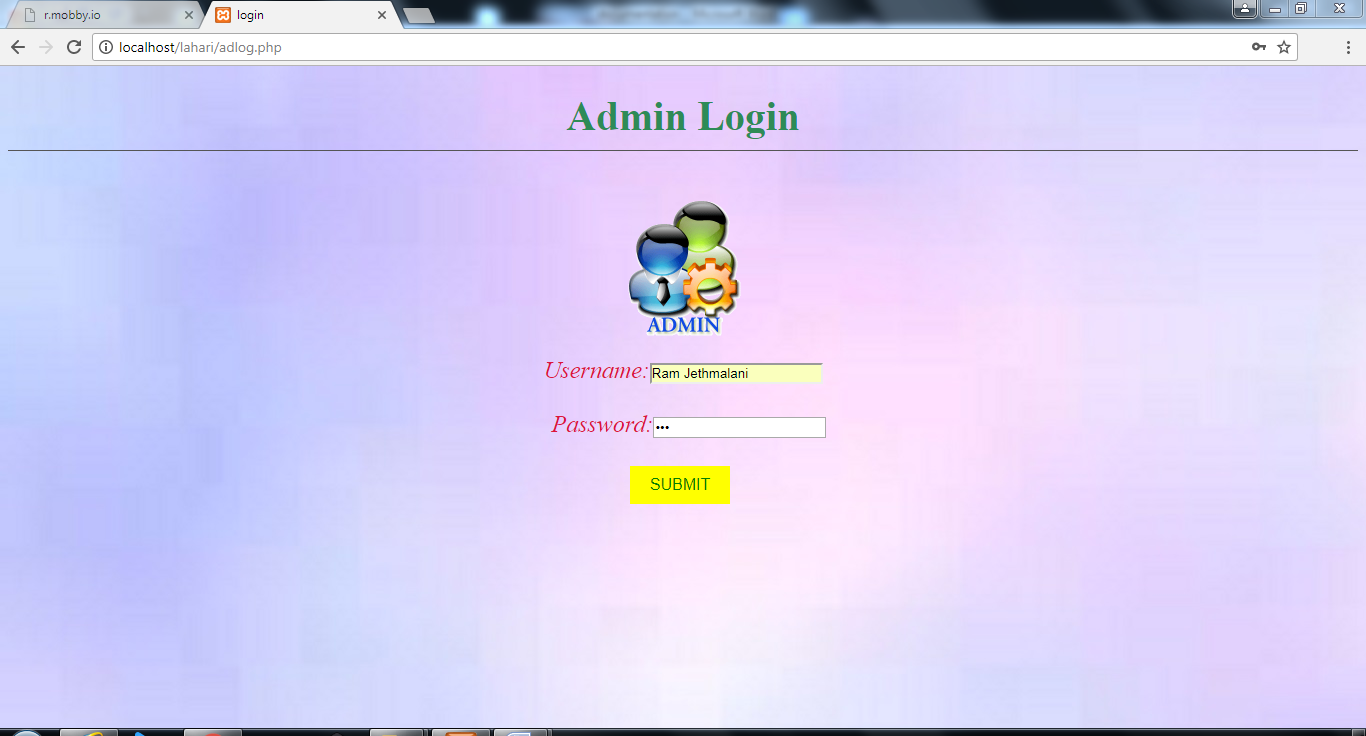 r.mobby.io
login
localhost/lahari/adlog.php
Admin Login
ADMIN
Username: Ram Jethmalani
Password: •••
SUBMIT